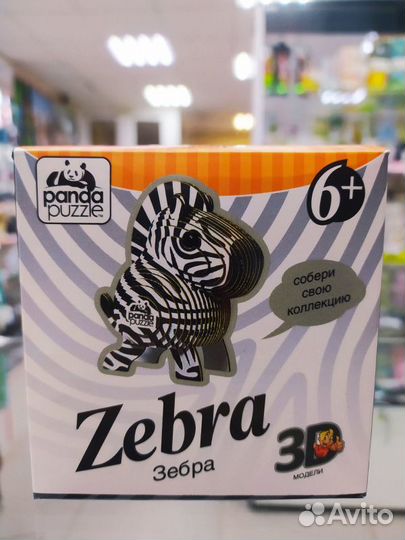 panda
puzzle
6+
собери
свою
коллекцию
panda
puzzle
Zebra
Зебра
3D
МОДЕЛИ
Avito